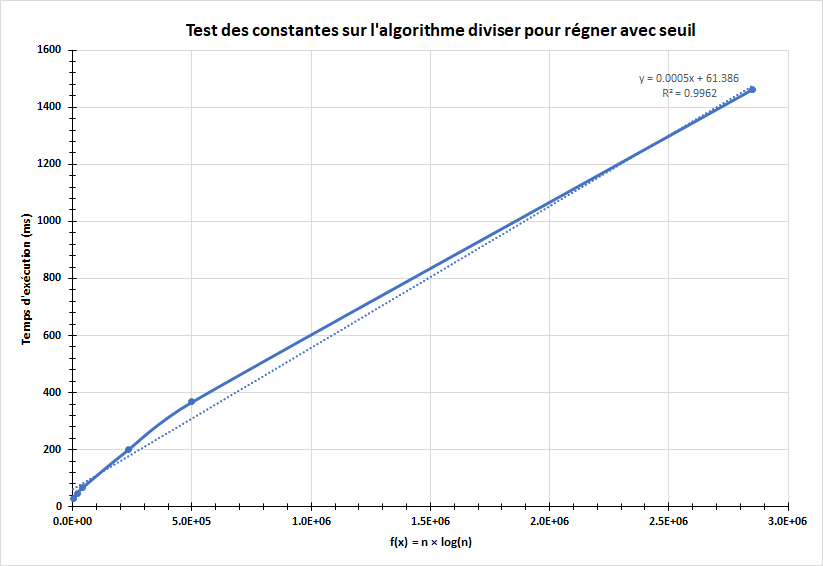 Test des constantes sur l'algorithme diviser pour régner avec seuil
1600
1400
1200
1000
800
600
400
200
0
Temps d'exécution (ms)
y = 0.0005x + 61.386
R² = 0.9962
0.0E+00 5.0E+05 1.0E+06 1.5E+06 2.0E+06 2.5E+06 3.0E+06
f(x) = n × log(n)